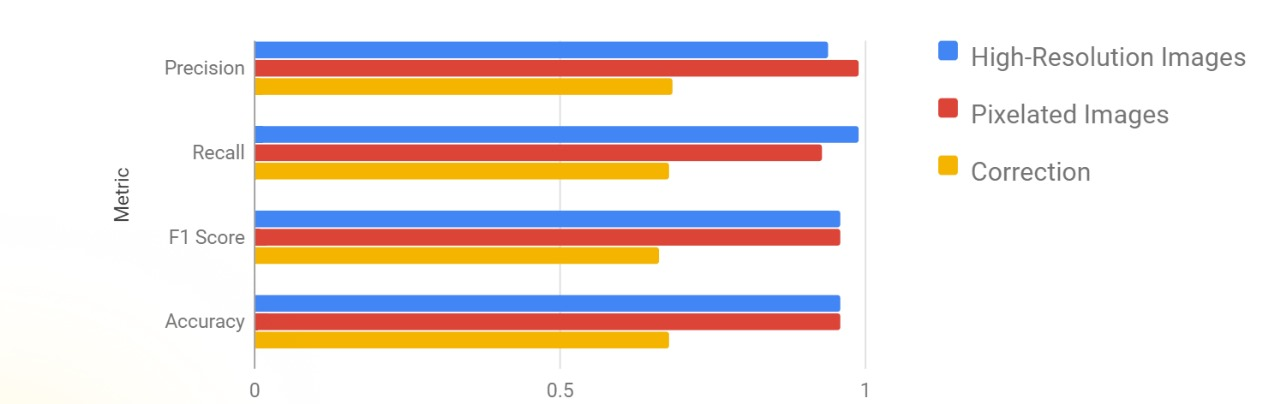 Metric
Precision
Recall
F1 Score
Accuracy
0
0.5
1
High-Resolution Images
Pixelated Images
Correction